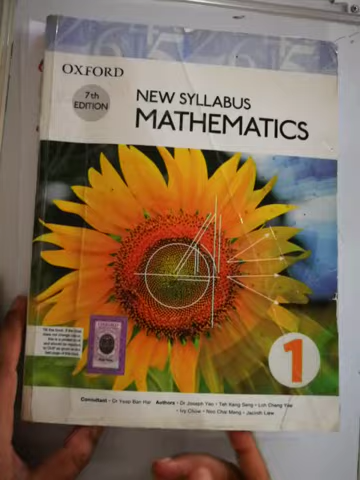 OXFORD
7th
EDITION
NEW SYLLABUS
MATHEMATICS
1
Consultant • Dr Yeap Ban Har Authors • Dr Joseph Yeo • Teh Keng Seng • Loh Cheng Yee
• Ivy Chow • Neo Chai Meng • Jacinth Liew